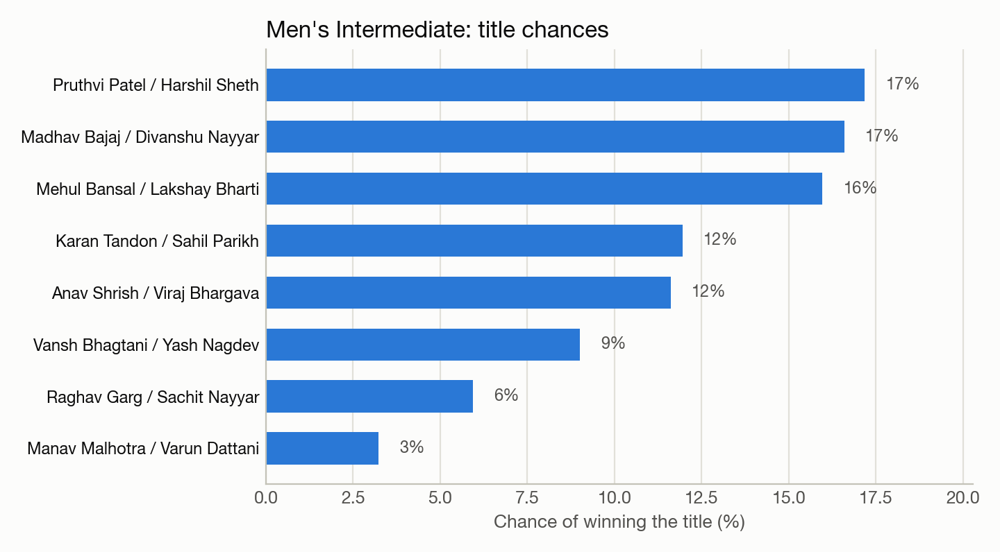 Men's Intermediate: title chances
Pruthvi Patel / Harshil Sheth 17%
Madhav Bajaj / Divanshu Nayyar 17%
Mehul Bansal / Lakshay Bharti 16%
Karan Tandon / Sahil Parikh 12%
Anav Shrish / Viraj Bhargava 12%
Vansh Bhagtani / Yash Nagdev 9%
Raghav Garg / Sachit Nayyar 6%
Manav Malhotra / Varun Dattani 3%
0.0 2.5 5.0 7.5 10.0 12.5 15.0 17.5 20.0
Chance of winning the title (%)